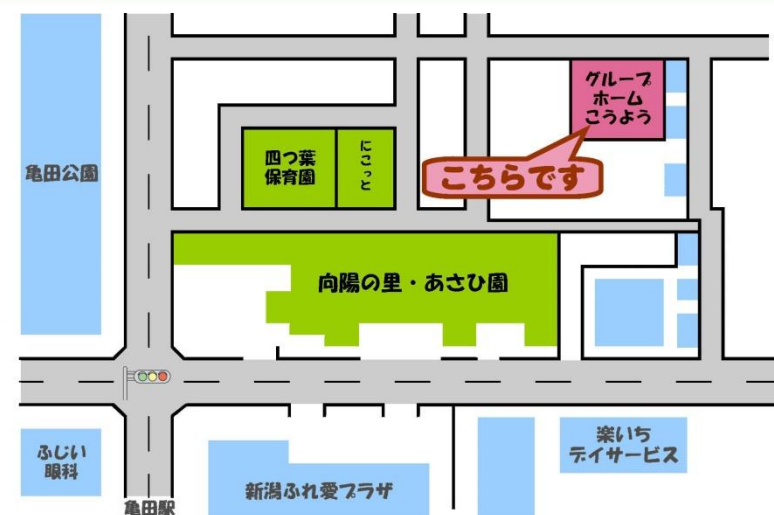 グループ
ホーム
こうよう
亀田公園
四つ葉
保育園
にこっと
こちらです
向陽の里・あさひ園
ふじい
眼科
亀田駅
新潟ふれ愛プラザ
楽いち
デイサービス